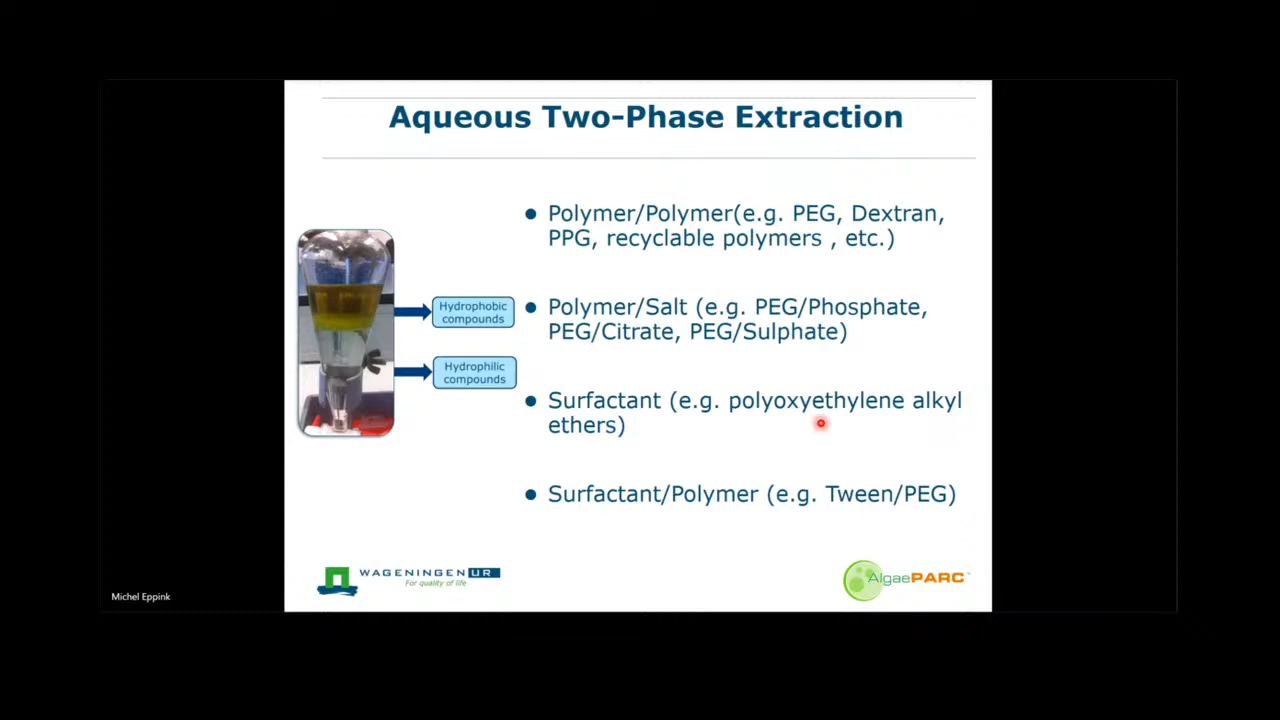 Aqueous Two-Phase Extraction
Polymer/Polymer(e.g. PEG, Dextran,
PPG, recyclable polymers , etc.)
Hydrophobic
compounds
Polymer/Salt (e.g. PEG/Phosphate,
PEG/Citrate, PEG/Sulphate)
Hydrophilic
compounds
Surfactant (e.g. polyoxyethylene alkyl
ethers)
Surfactant/Polymer (e.g. Tween/PEG)
WAGENINGEN UR
For quality of life
AlgaePARC™
Michel Eppink